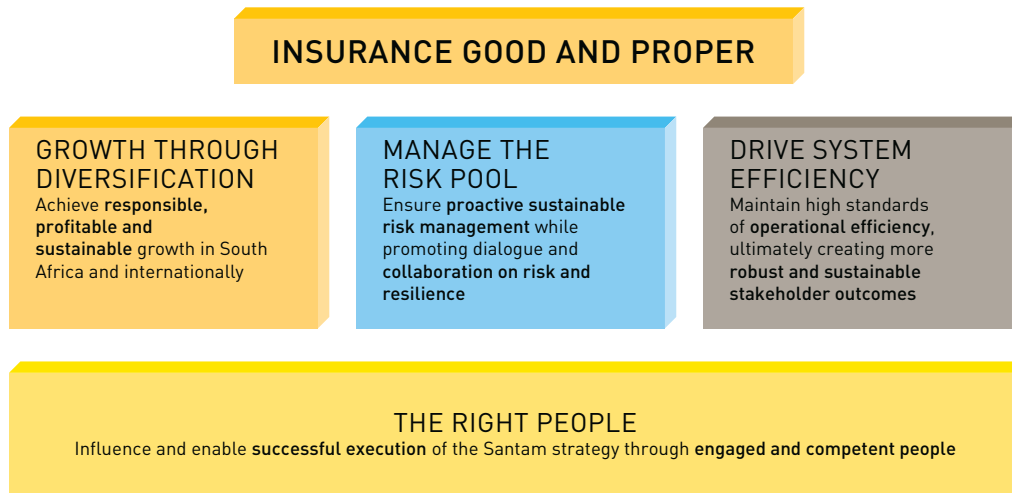 INSURANCE GOOD AND PROPER
GROWTH THROUGH
DIVERSIFICATION
Achieve responsible,
profitable and
sustainable growth in South
Africa and internationally
MANAGE THE
RISK POOL
Ensure proactive sustainable
risk management while
promoting dialogue and
collaboration on risk and
resilience
DRIVE SYSTEM
EFFICIENCY
Maintain high standards
of operational efficiency,
ultimately creating more
robust and sustainable
stakeholder outcomes
THE RIGHT PEOPLE
Influence and enable successful execution of the Santam strategy through engaged and competent people